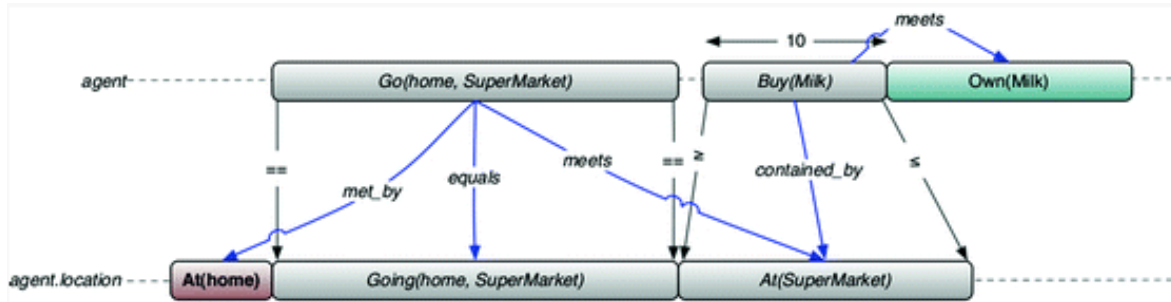 meets
10
agent
Go(home, SuperMarket)
Buy(Milk)
Own(Milk)
==
met_by
equals
meets
==
≥
contained_by
≤
agent.location
At(home)
Going(home, SuperMarket)
At(SuperMarket)